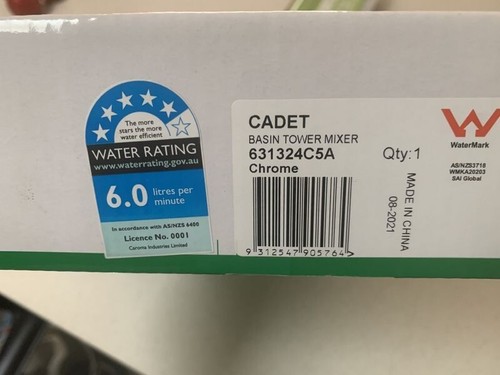 The more
stars the more
water efficient
WATER RATING
www.waterrating.gov.au
6.0 litres per
minute
In accordance with AS/NZS 6400
Licence No. 0001
Caroma Industries Limited
CADET
BASIN TOWER MIXER
631324C5A
Chrome
Qty:1
MADE IN CHINA
08-2021
9 312547 905764>
WaterMark
AS/NZS3718
WMKA20203
SAI Global